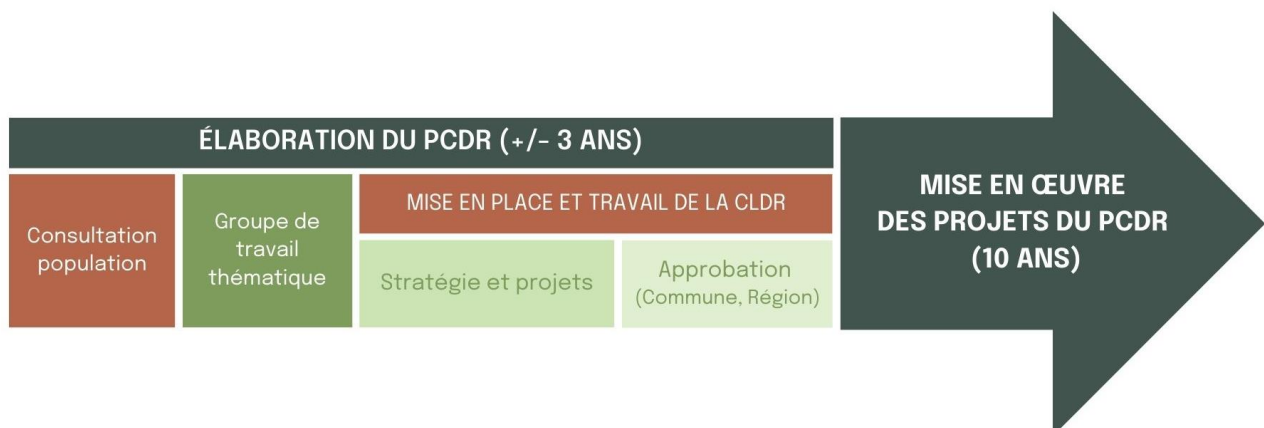 ÉLABORATION DU PCDR (+/- 3 ANS)
Consultation
population
Groupe de
travail
thématique
MISE EN PLACE ET TRAVAIL DE LA CLDR
Stratégie et projets
Approbation
(Commune, Région)
MISE EN ŒUVRE
DES PROJETS DU PCDR
(10 ANS)